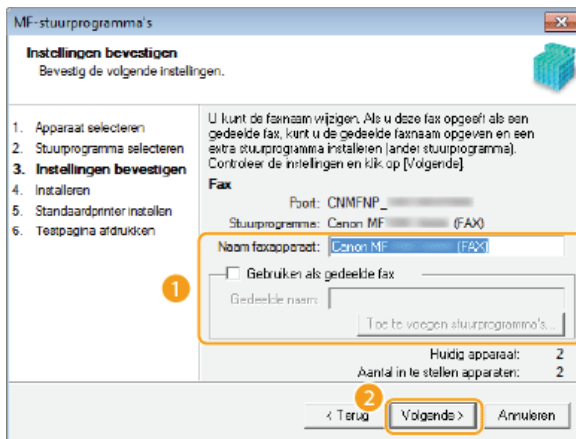 MF-stuurprogramma's
Instellingen bevestigen
Bevestig de volgende instellingen.
1. Apparaat selecteren
2. Stuurprogramma selecteren
3. Instellingen bevestigen
4. Installeren
5. Standaardprinter instellen
6. Testpagina afdrukken
U kunt de faxnaam wijzigen. Als u deze fax opgeeft als een
gedeelde fax, kunt u de gedeelde faxnaam opgeven en een
extra stuurprogramma installeren (ander stuurprogramma).
Controleer de instellingen en klik op [Volgende]
Fax
Poort: CNMFNP_
Stuurprogramma: Canon MF (FAX)
Naam faxapparaat: Canon MF (FAX)
1
Gebruiken als gedeelde fax
Gedeelde naam:
Toe te voegen stuurprogramma's...
Huidig apparaat: 2
Aantal in te stellen apparaten: 2
2
< Terug Volgende > Annuleren